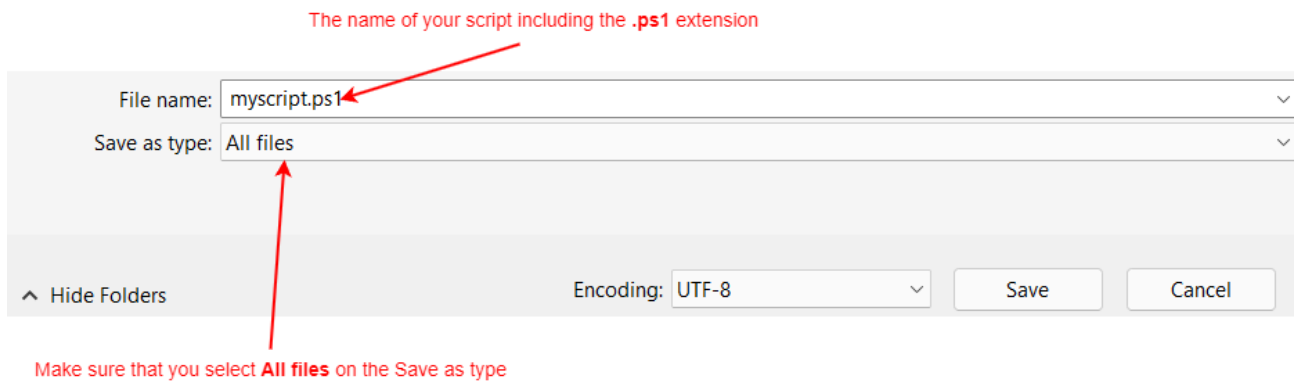 The name of your script including the .ps1 extension
File name: myscript.ps1
Save as type: All files
Hide Folders
Encoding: UTF-8
Save
Cancel
Make sure that you select All files on the Save as type